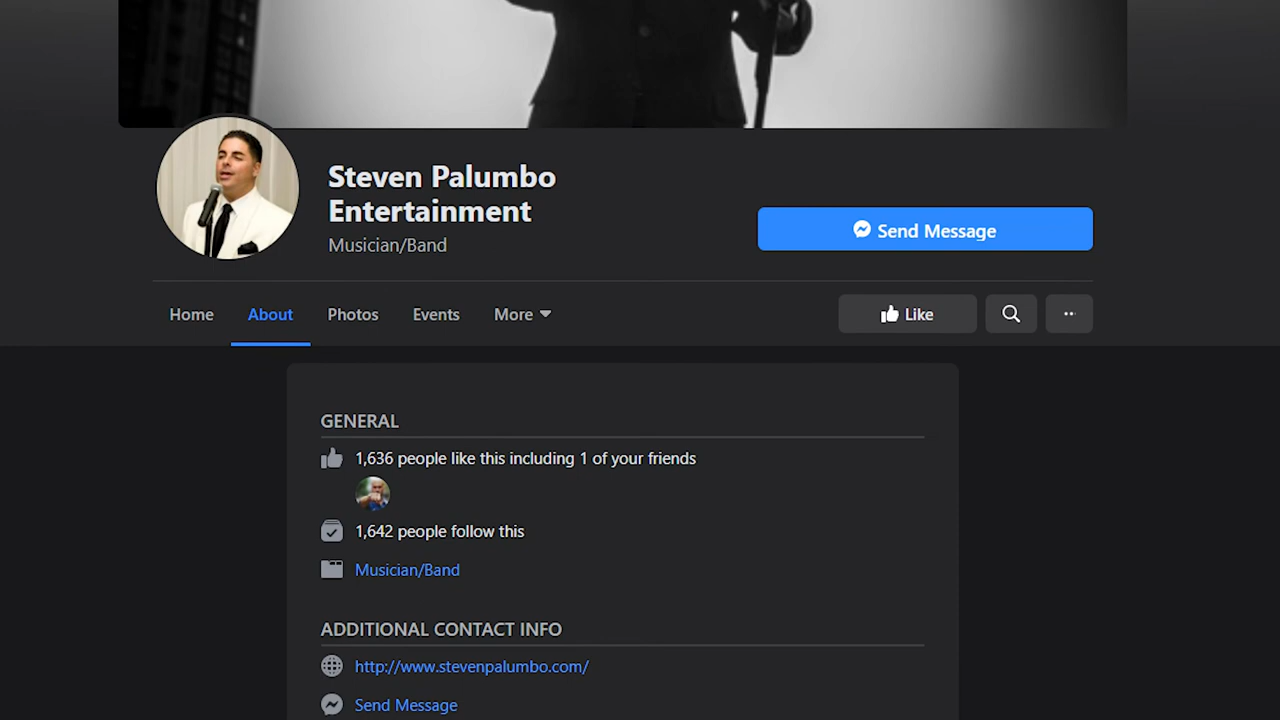 Steven Palumbo
Entertainment
Musician/Band
Send Message
Home About Photos Events More
Like
GENERAL
1,636 people like this including 1 of your friends
1,642 people follow this
Musician/Band
ADDITIONAL CONTACT INFO
http://www.stevenpalumbo.com/
Send Message